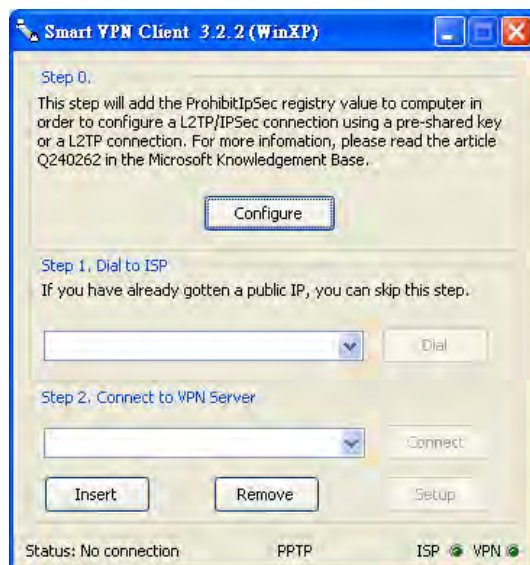 Smart VPN Client 3.2.2 (WinXP)
Step 0.
This step will add the ProhibitIpSec registry value to computer in
order to configure a L2TP/IPSec connection using a pre-shared key
or a L2TP connection. For more infomation, please read the article
Q240262 in the Microsoft Knowledgement Base.
Configure
Step 1. Dial to ISP
If you have already gotten a public IP, you can skip this step.
Dial
Step 2. Connect to VPN Server
Connect
Insert Remove Setup
Status: No connection PPTP ISP VPN